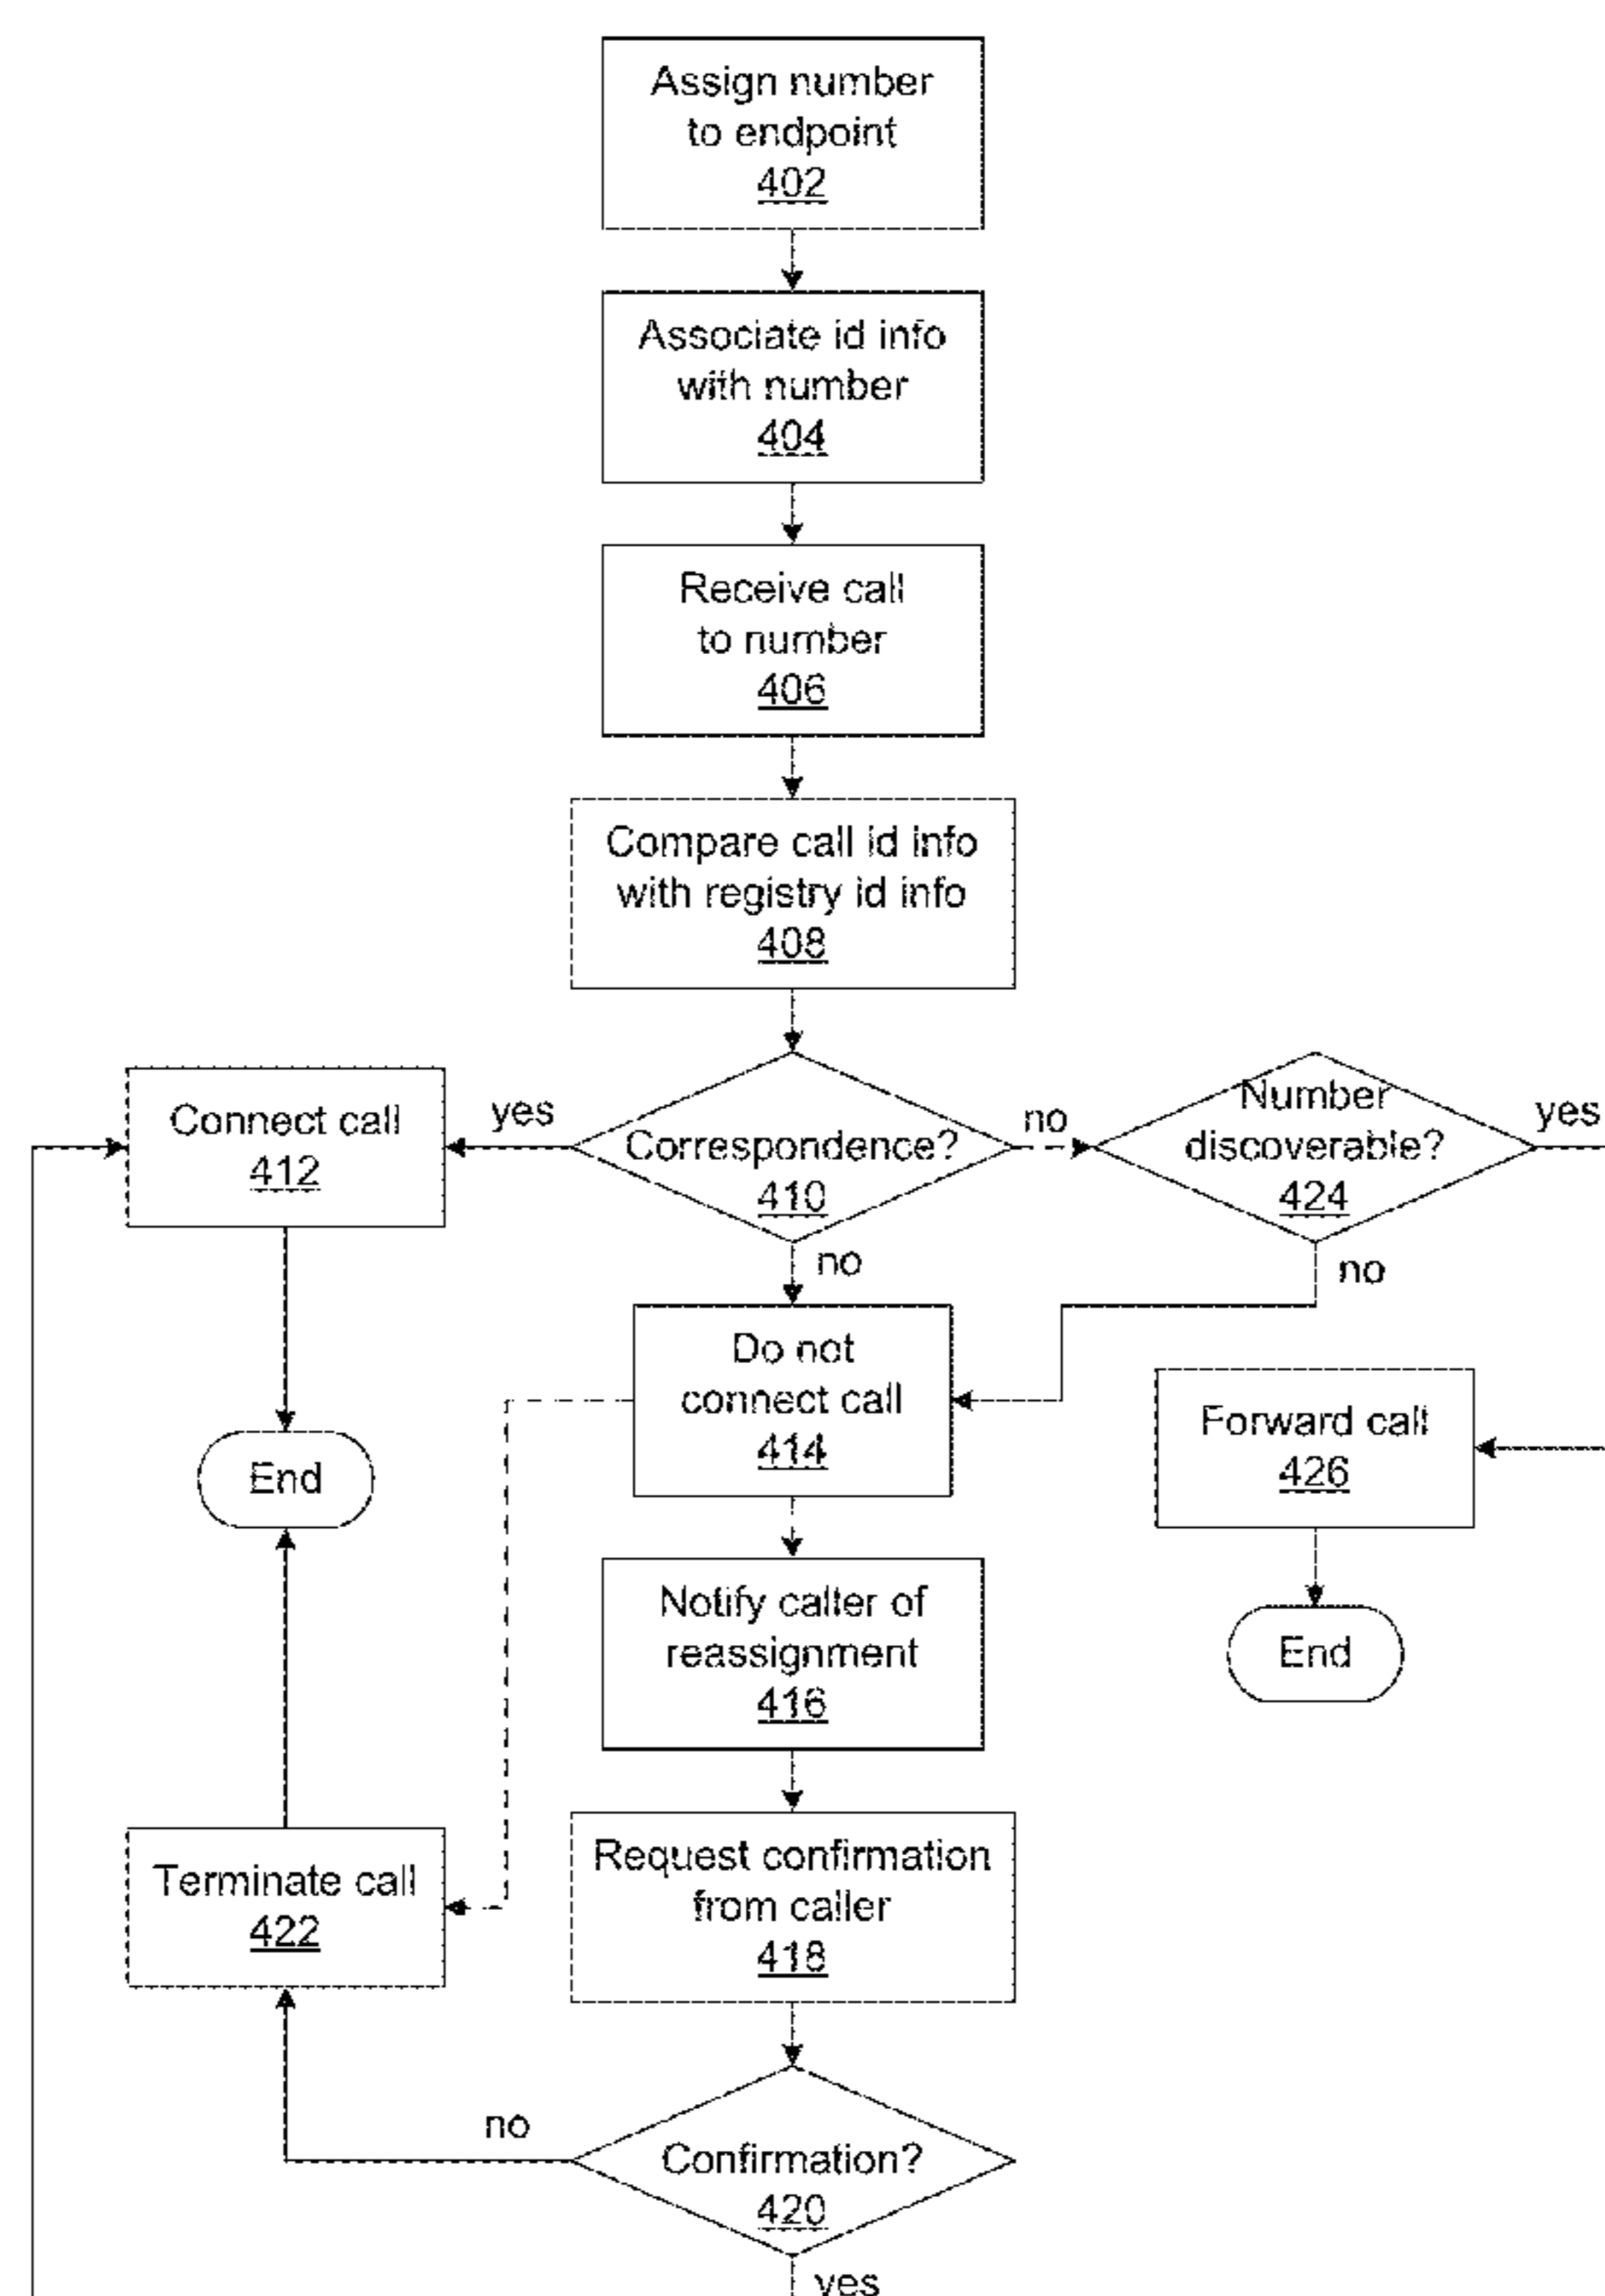 Assign number
to endpoint
402
Associate id info
with number
404
Receive call
to number
406
Compare call id info
with registry id info
408
Connect call
412
yes
Correspondence?
410
no
Number
discoverable?
424
yes
no
no
Do not
connect call
414
Forward call
426
End
End
Notify caller of
reassignment
416
Terminate call
422
Request confirmation
from caller
418
no
Confirmation?
420
yes